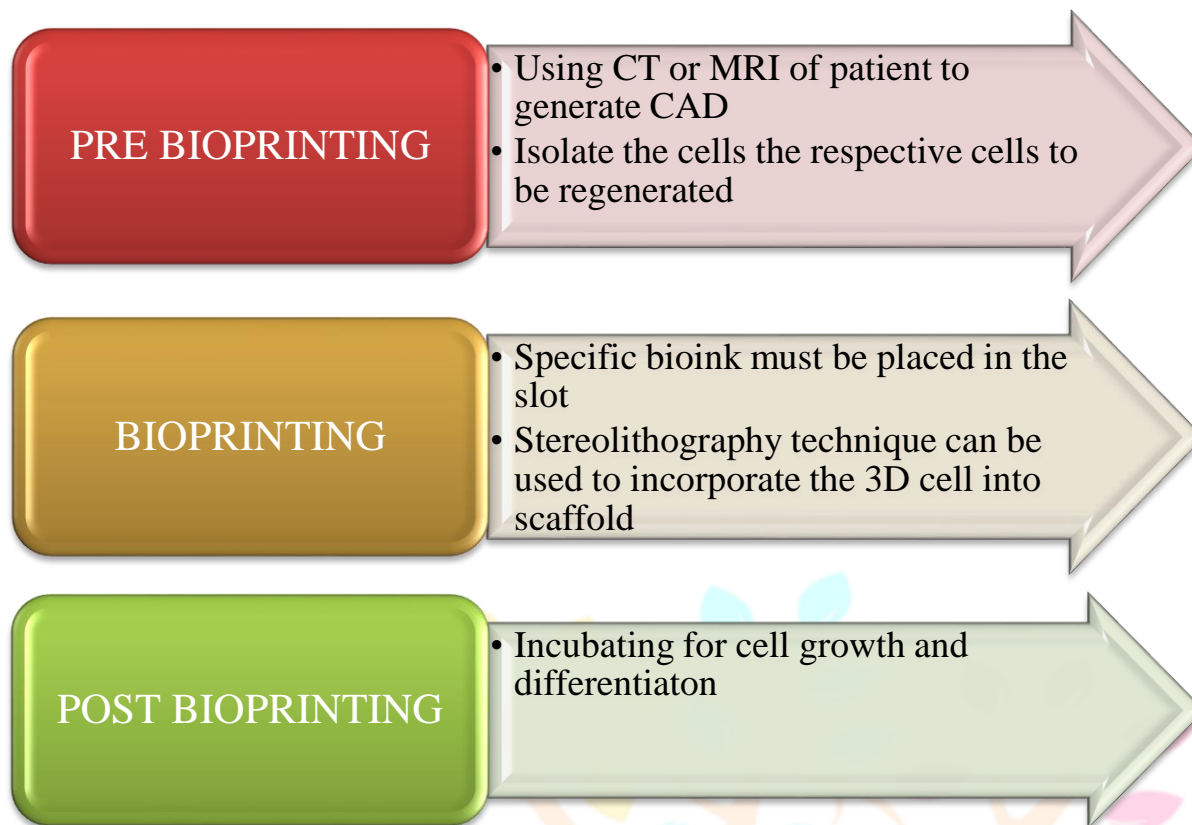 PRE BIOPRINTING
• Using CT or MRI of patient to
generate CAD
• Isolate the cells the respective cells to
be regenerated
BIOPRINTING
• Specific bioink must be placed in the
slot
• Stereolithography technique can be
used to incorporate the 3D cell into
scaffold
POST BIOPRINTING
• Incubating for cell growth and
differentiaton